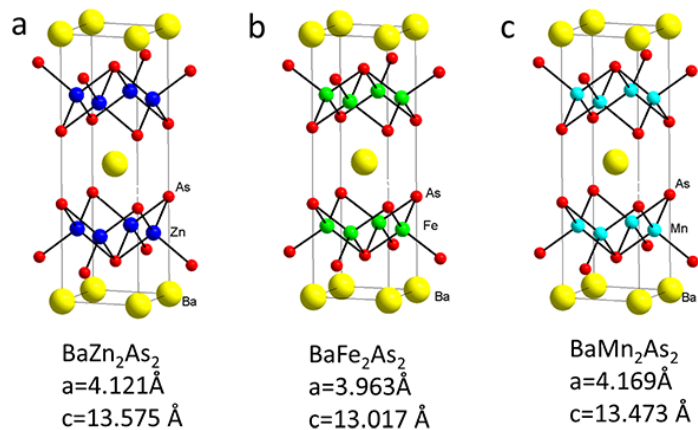 a
b
c
As
Zn
Ba
As
Fe
Ba
As
Mn
Ba
BaZn₂As₂
a=4.121Å
c=13.575 Å
BaFe₂As₂
a=3.963Å
c=13.017 Å
BaMn₂As₂
a=4.169Å
c=13.473 Å